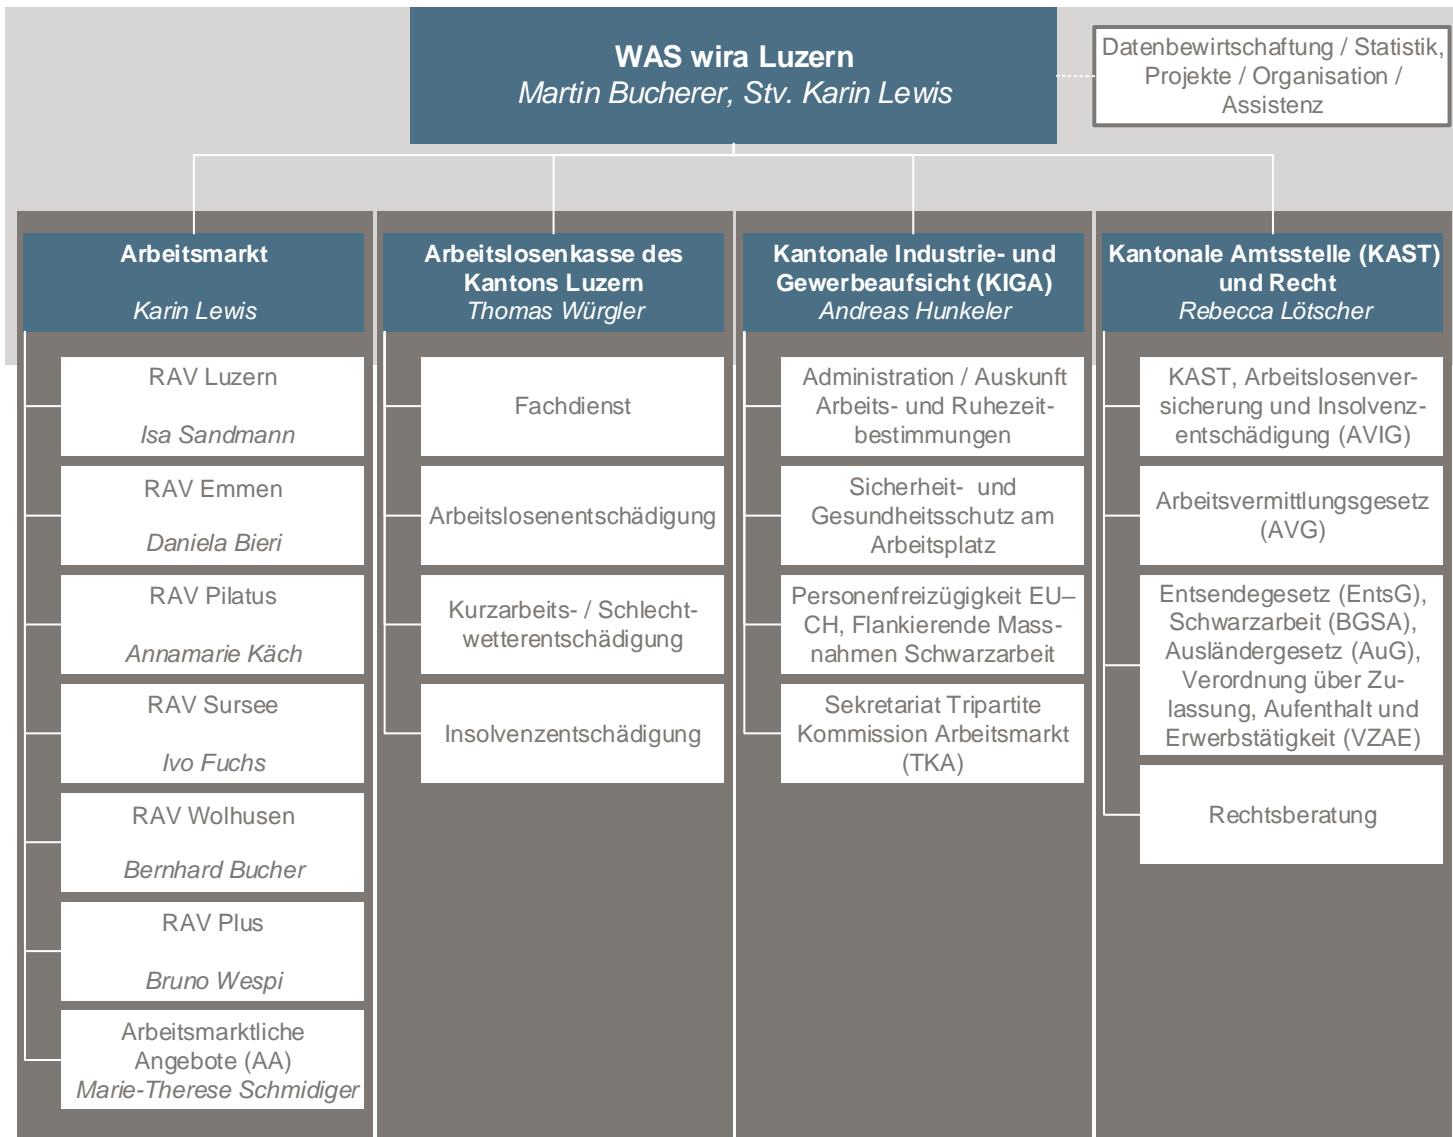 WAS wira Luzern
Martin Bucherer, Stv. Karin Lewis
Datenbewirtschaftung / Statistik,
Projekte / Organisation /
Assistenz
Arbeitsmarkt
Karin Lewis
RAV Luzern
Isa Sandmann
RAV Emmen
Daniela Bieri
RAV Pilatus
Annamarie Käch
RAV Sursee
Ivo Fuchs
RAV Wolhusen
Bernhard Bucher
RAV Plus
Bruno Wespi
Arbeitsmarktliche
Angebote (AA)
Marie-Therese Schmidiger
Arbeitslosenkasse des
Kantons Luzern
Thomas Würgler
Fachdienst
Arbeitslosenentschädigung
Kurzarbeits- / Schlecht-
wetterentschädigung
Insolvenzentschädigung
Kantonale Industrie- und
Gewerbeaufsicht (KIGA)
Andreas Hunkeler
Administration / Auskunft
Arbeits- und Ruhezeit-
bestimmungen
Sicherheit- und
Gesundheitsschutz am
Arbeitsplatz
Personenfreizügigkeit EU–
CH, Flankierende Mass-
nahmen Schwarzarbeit
Sekretariat Tripartite
Kommission Arbeitsmarkt
(TKA)
Kantonale Amtsstelle (KAST)
und Recht
Rebecca Lötscher
KAST, Arbeitslosenver-
sicherung und Insolvenz-
entschädigung (AVIG)
Arbeitsvermittlungsgesetz
(AVG)
Entsendegesetz (EntsG),
Schwarzarbeit (BGSA),
Ausländergesetz (AuG),
Verordnung über Zu-
lassung, Aufenthalt und
Erwerbstätigkeit (VZAE)
Rechtsberatung